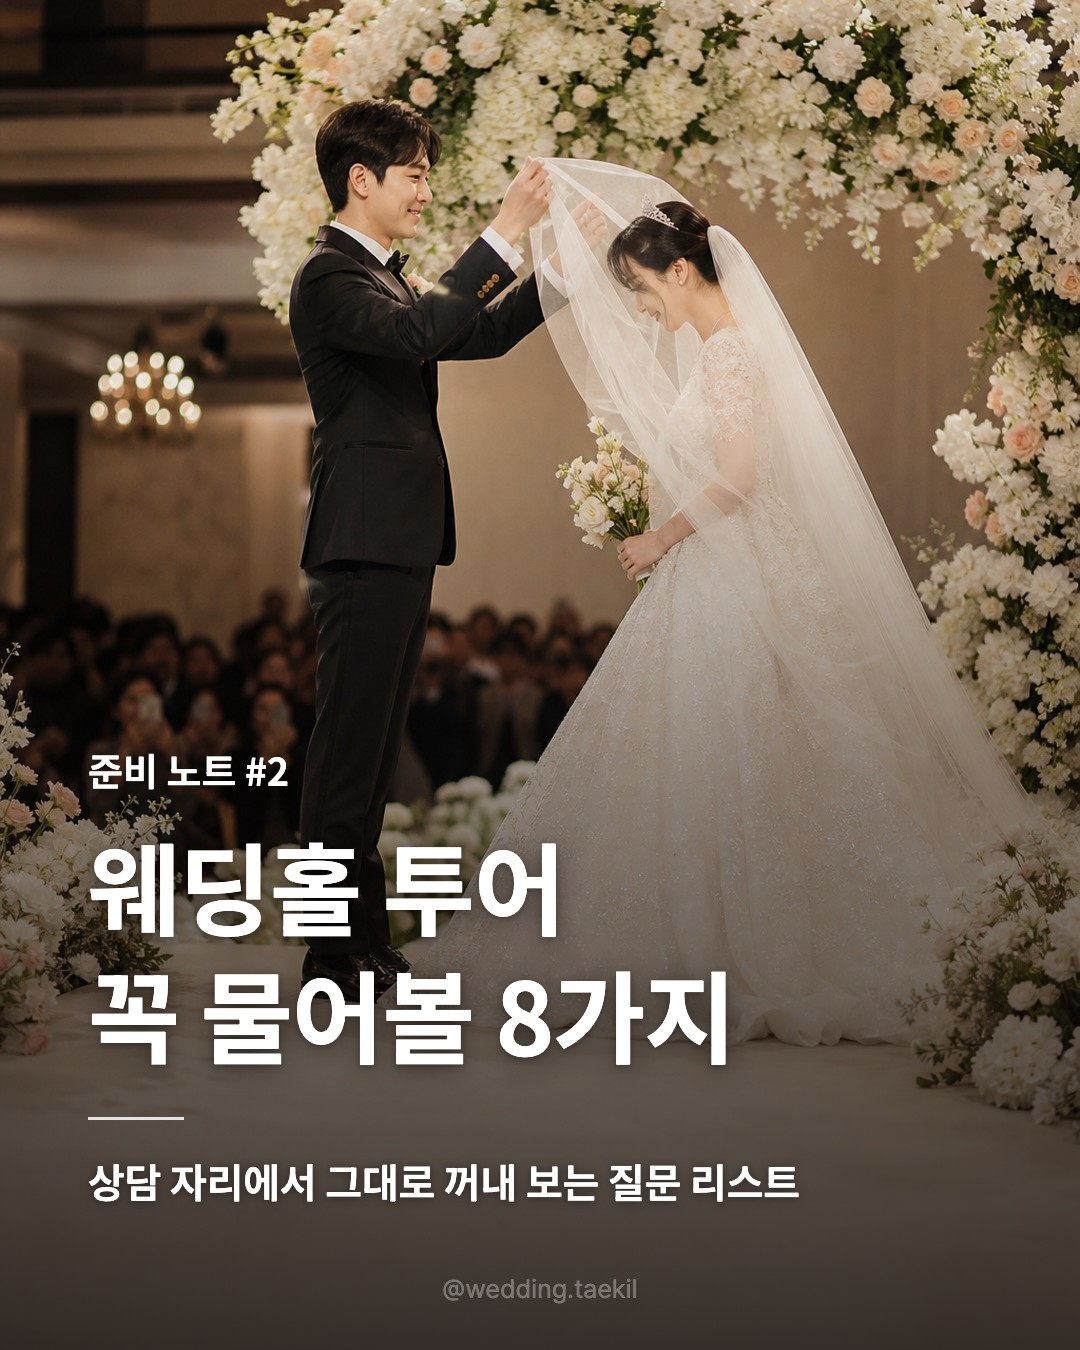 준비 노트 #2
웨딩홀 투어
꼭 물어볼 8가지
상담 자리에서 그대로 꺼내 보는 질문 리스트
@wedding.taekil